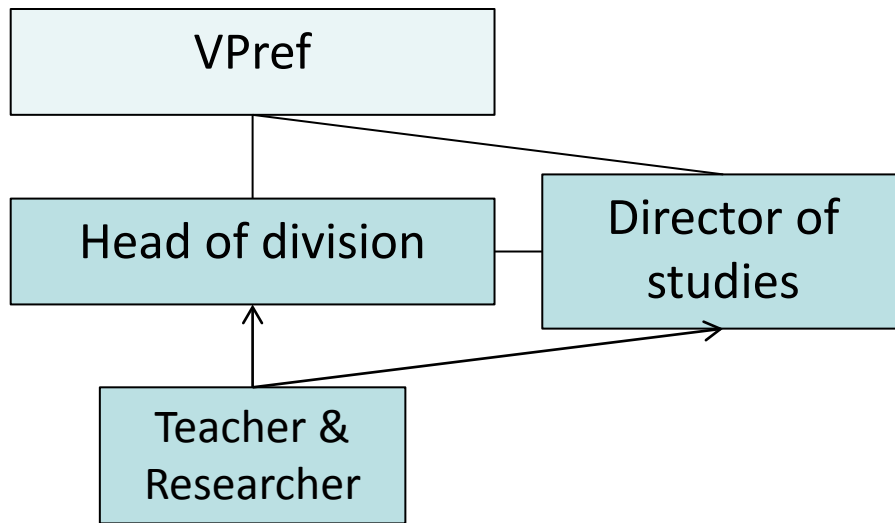 VPref
Head of division
Director of
studies
Teacher &
Researcher